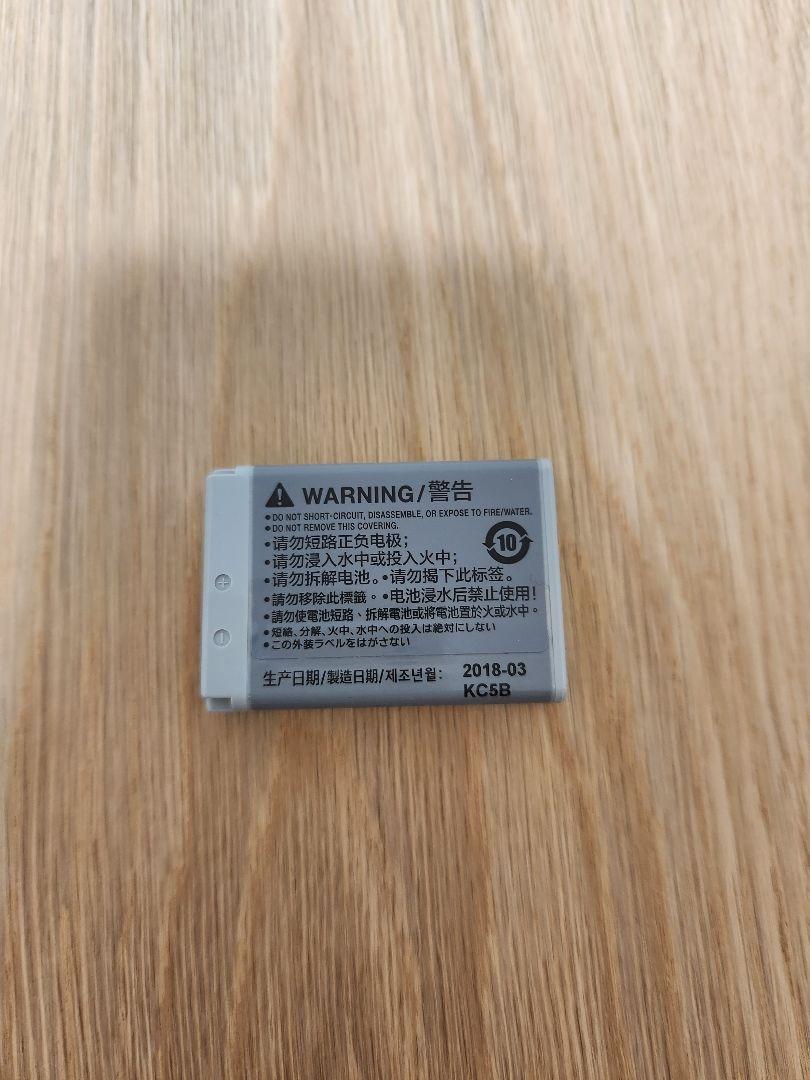 WARNING/警告
•DO NOT SHORT-CIRCUIT, DISASSEMBLE, OR EXPOSE TO FIRE/WATER.
•DO NOT REMOVE THIS COVERING.
•请勿短路正负电极;
10
•请勿浸入水中或投入火中;
•请勿拆解电池。•请勿揭下此标签。
•請勿移除此標籤。•电池浸水后禁止使用!
•請勿使電池短路、拆解電池或將電池置於火或水中。
•短絡、分解、火中、水中への投入は絶対にしない
•この外装ラベルをはがさない
生产日期/製造日期/제조년월: 2018-03
KC5B